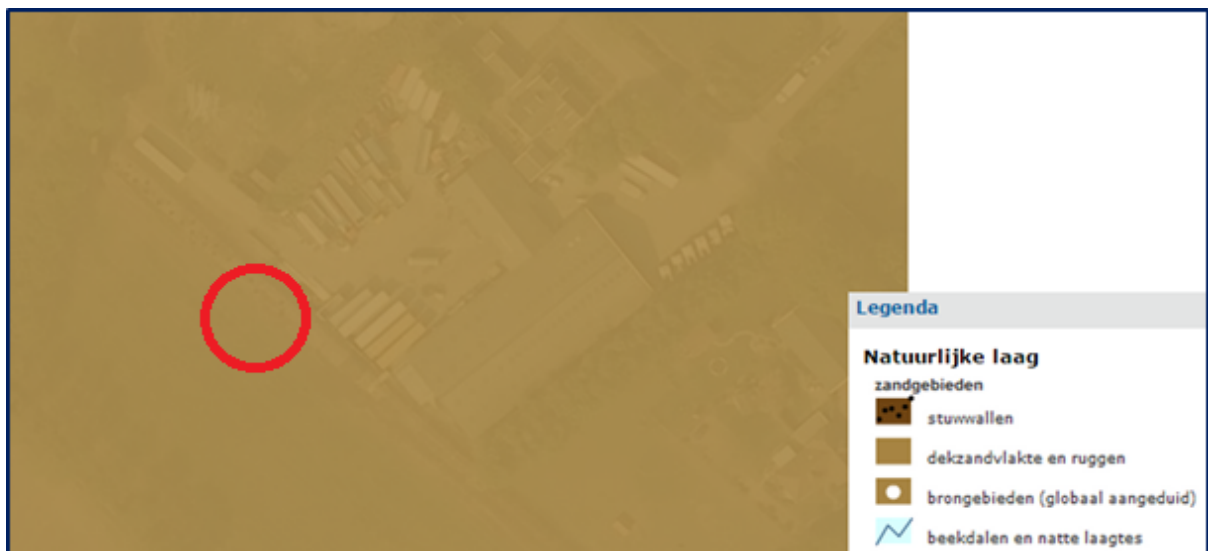 Legenda
Natuurlijke laag
zandgebieden
stuwwallen
dekzandvlakte en ruggen
brongebieden (globaal aangeduid)
beekdalen en natte laagtes